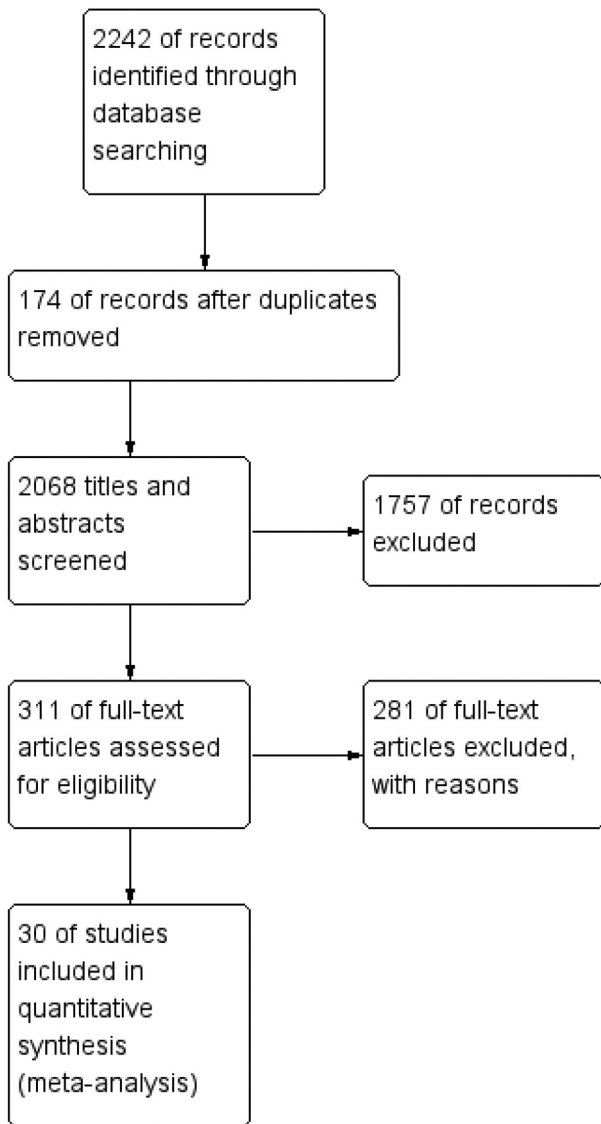 2242 of records
identified through
database
searching
174 of records after duplicates
removed
2068 titles and
abstracts
screened
1757 of records
excluded
311 of full-text
articles assessed
for eligibility
281 of full-text
articles excluded,
with reasons
30 of studies
included in
quantitative
synthesis
(meta-analysis)